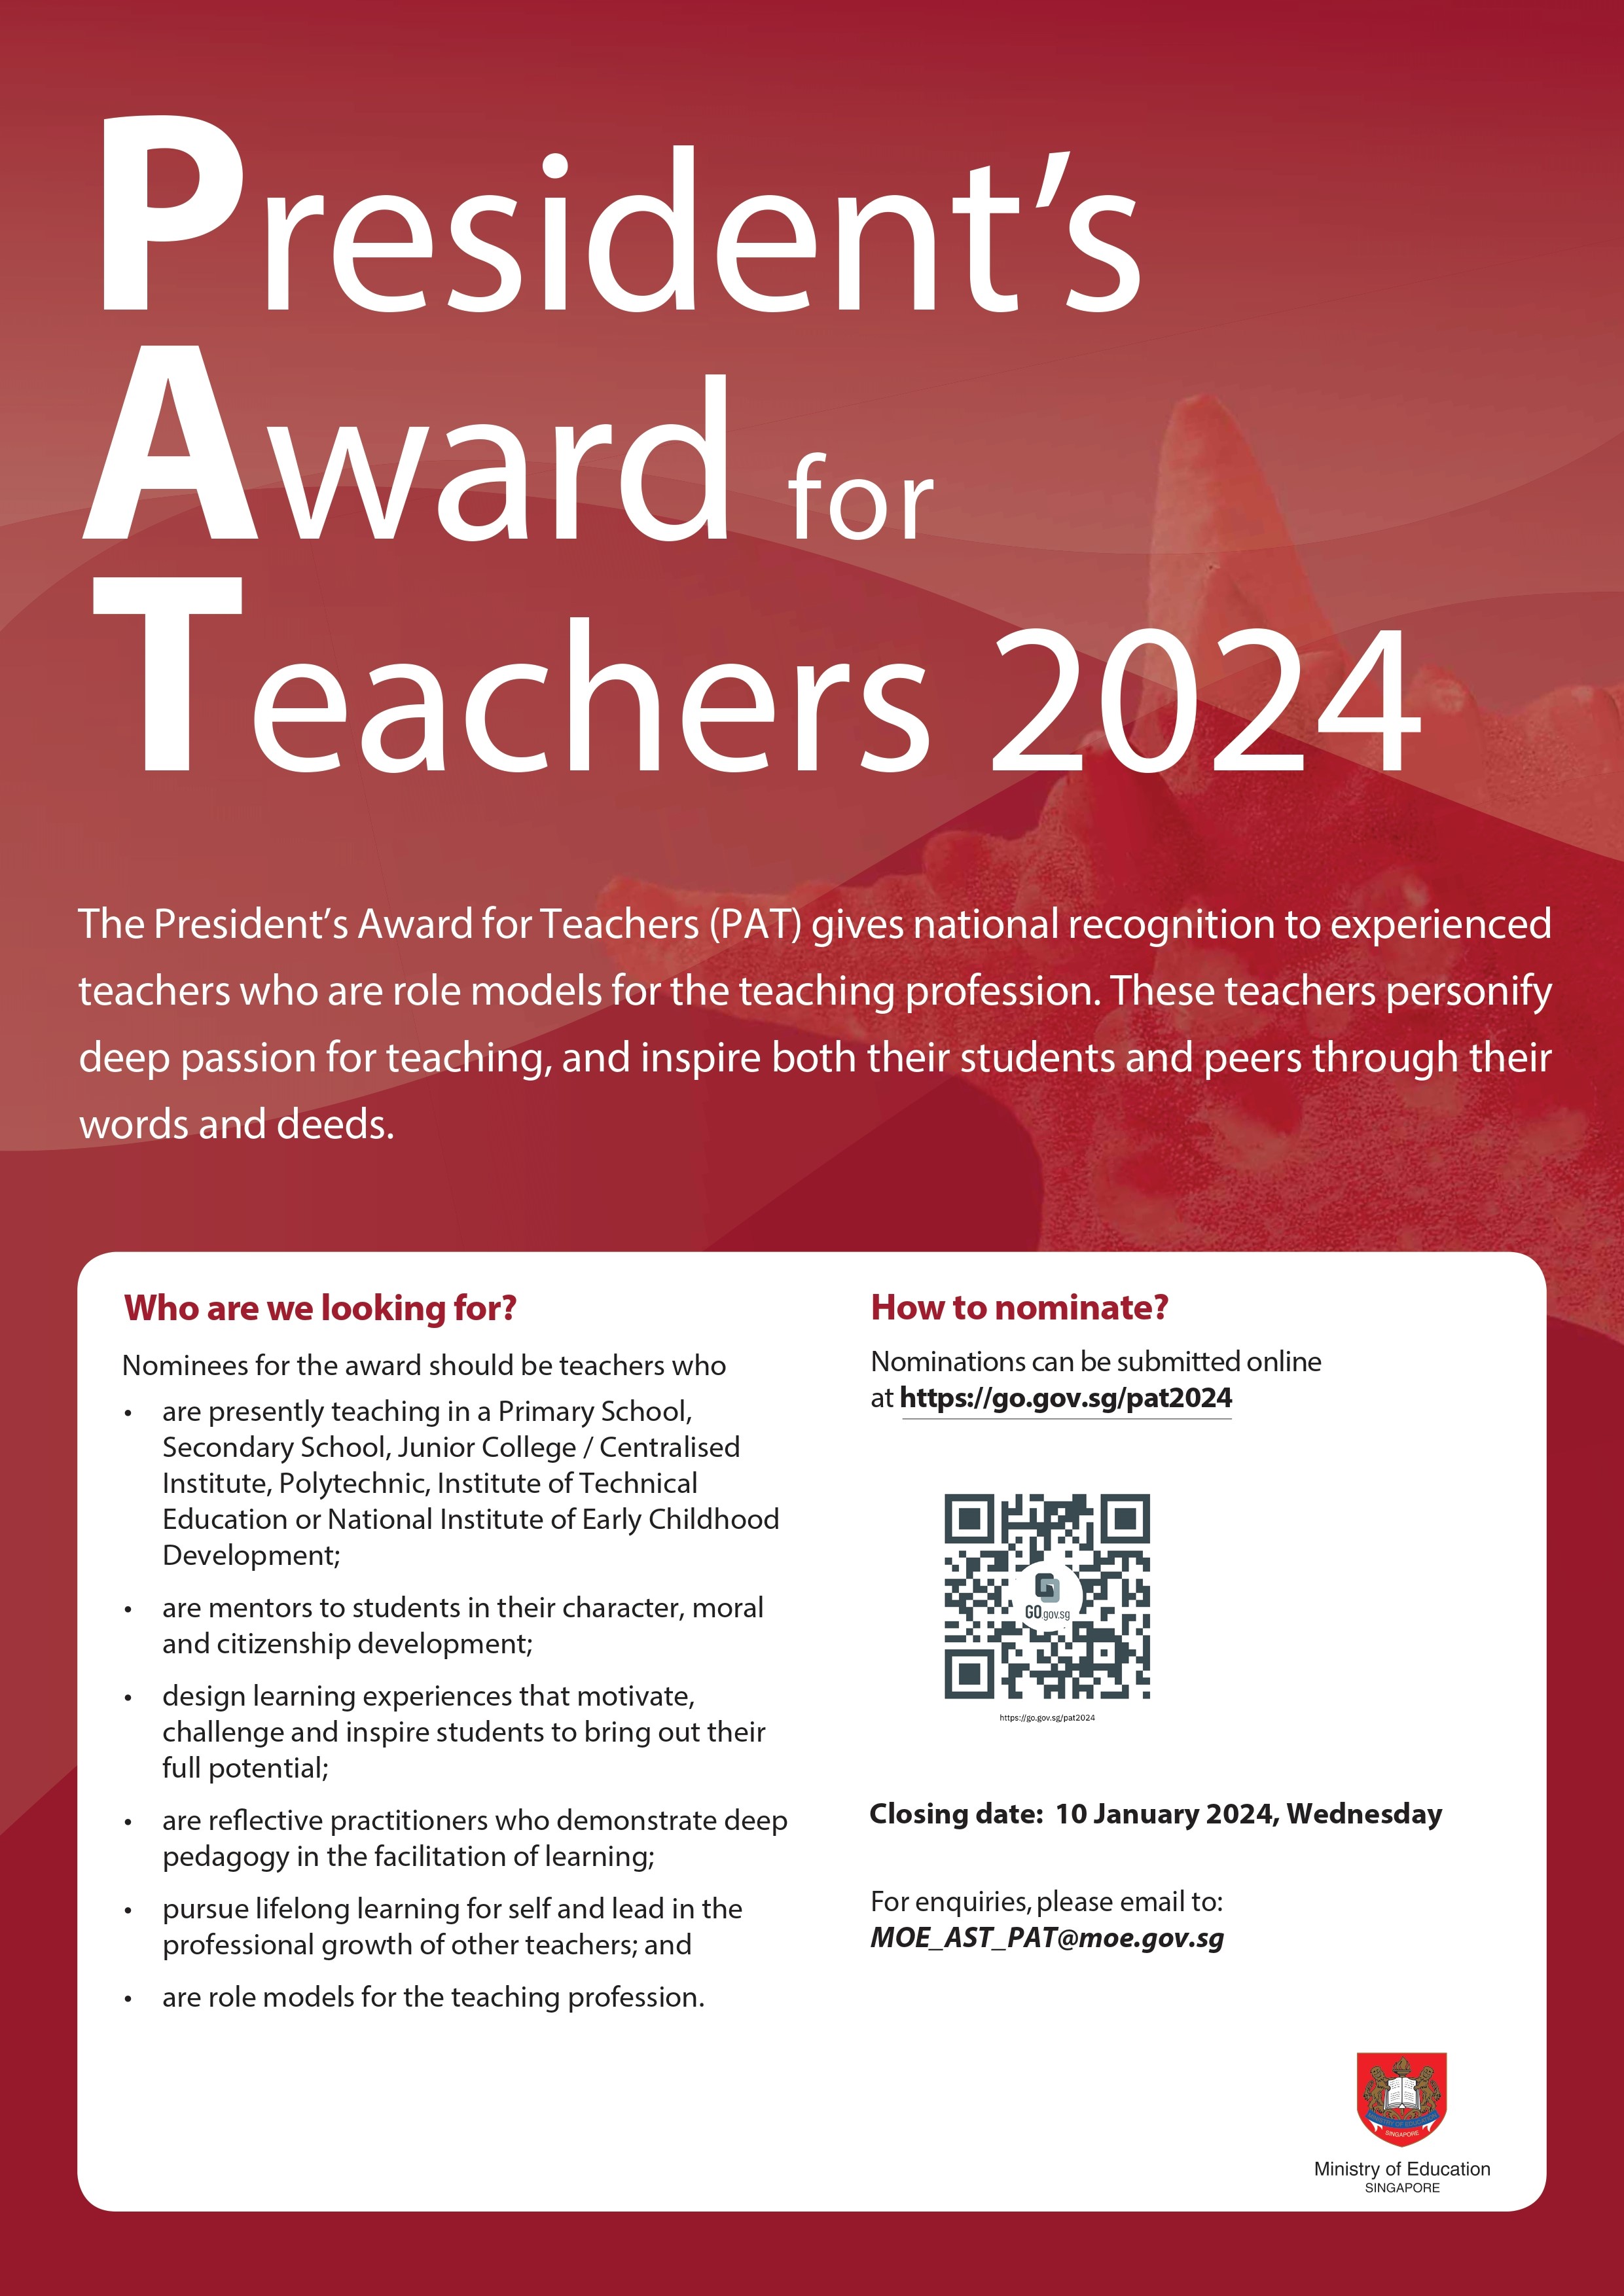 President’s
Award for
Teachers 2024
The President’s Award for Teachers (PAT) gives national recognition to experienced
teachers who are role models for the teaching profession. These teachers personify
deep passion for teaching, and inspire both their students and peers through their
words and deeds.
Who are we looking for?
Nominees for the award should be teachers who
• are presently teaching in a Primary School,
Secondary School, Junior College / Centralised
Institute, Polytechnic, Institute of Technical
Education or National Institute of Early Childhood
Development;
• are mentors to students in their character, moral
and citizenship development;
• design learning experiences that motivate,
challenge and inspire students to bring out their
full potential;
• are reflective practitioners who demonstrate deep
pedagogy in the facilitation of learning;
• pursue lifelong learning for self and lead in the
professional growth of other teachers; and
• are role models for the teaching profession.
How to nominate?
Nominations can be submitted online
at https://go.gov.sg/pat2024
GO.gov.sg
https://go.gov.sg/pat2024
Closing date: 10 January 2024, Wednesday
For enquiries, please email to:
MOE_AST_PAT@moe.gov.sg
MINISTRY OF EDUCATION
SINGAPORE
Ministry of Education
SINGAPORE